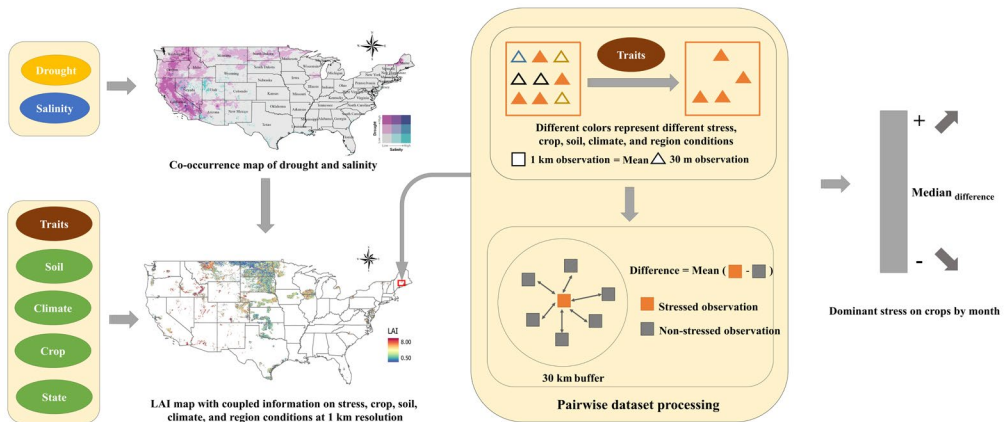 Drought
Salinity
Co-occurrence map of drought and salinity
Drought
Salinity
Traits
Soil
Climate
Crop
State
LAI
8.00
0.50
LAI map with coupled information on stress, crop, soil,
climate, and region conditions at 1 km resolution
Traits
Different colors represent different stress,
crop, soil, climate, and region conditions
1 km observation = Mean 30 m observation
Difference = Mean ( - )
Stressed observation
Non-stressed observation
30 km buffer
Pairwise dataset processing
+
Median difference
-
Dominant stress on crops by month